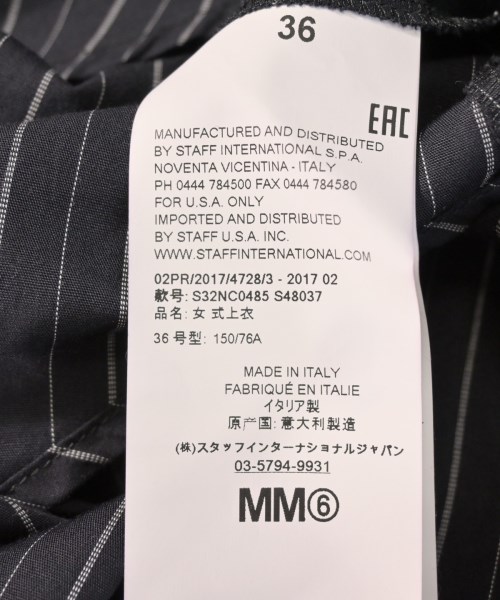 36
EAC
MANUFACTURED AND DISTRIBUTED
BY STAFF INTERNATIONAL S.P.A.
NOVENTA VICENTINA - ITALY
PH 0444 784500 FAX 0444 784580
FOR U.S.A. ONLY
IMPORTED AND DISTRIBUTED
BY STAFF U.S.A. INC.
WWW.STAFFINTERNATIONAL.COM
02PR/2017/4728/3 - 2017 02
款号: S32NC0485 S48037
品名: 女 式上衣
36 号型: 150/76A
MADE IN ITALY
FABRIQUÉ EN ITALIE
イタリア製
原产国: 意大利製造
(株)スタッフインターナショナルジャパン
03-5794-9931
MM⑥